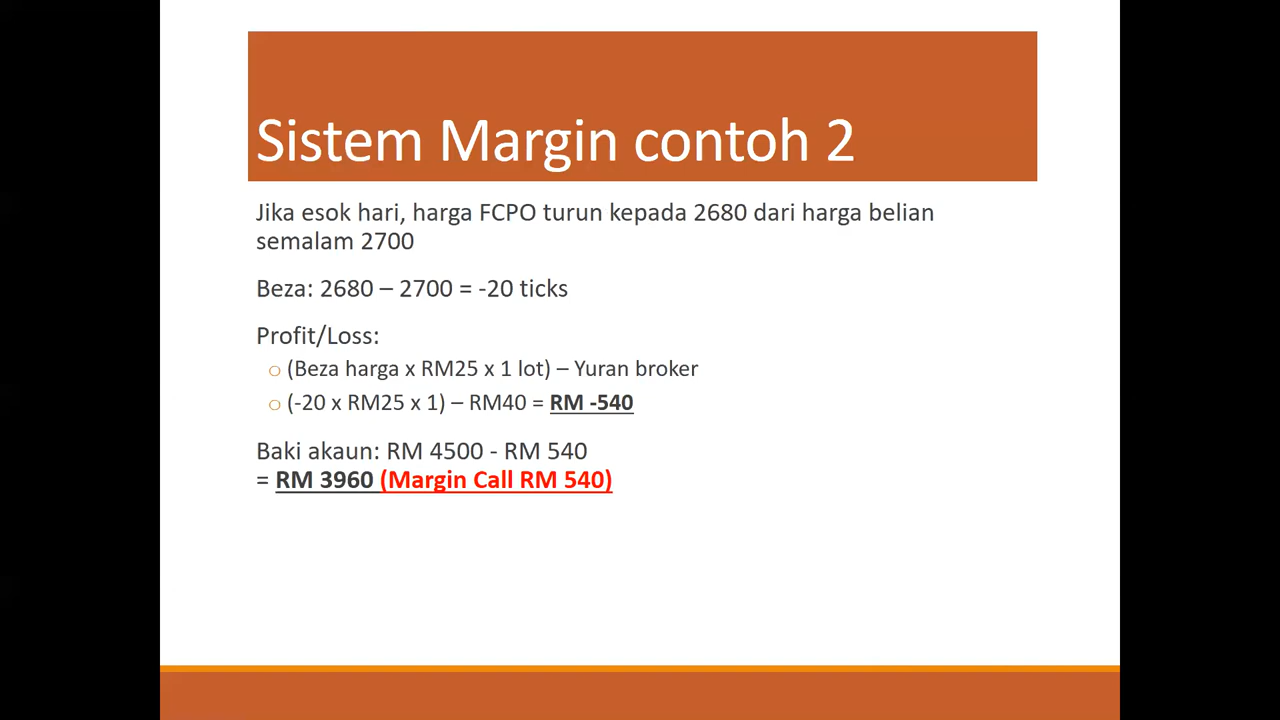 Sistem Margin contoh 2
Jika esok hari, harga FCPO turun kepada 2680 dari harga belian
semalam 2700
Beza: 2680 – 2700 = -20 ticks
Profit/Loss:
○ (Beza harga x RM25 x 1 lot) – Yuran broker
○ (-20 x RM25 x 1) – RM40 = RM -540
Baki akaun: RM 4500 - RM 540
= RM 3960 (Margin Call RM 540)